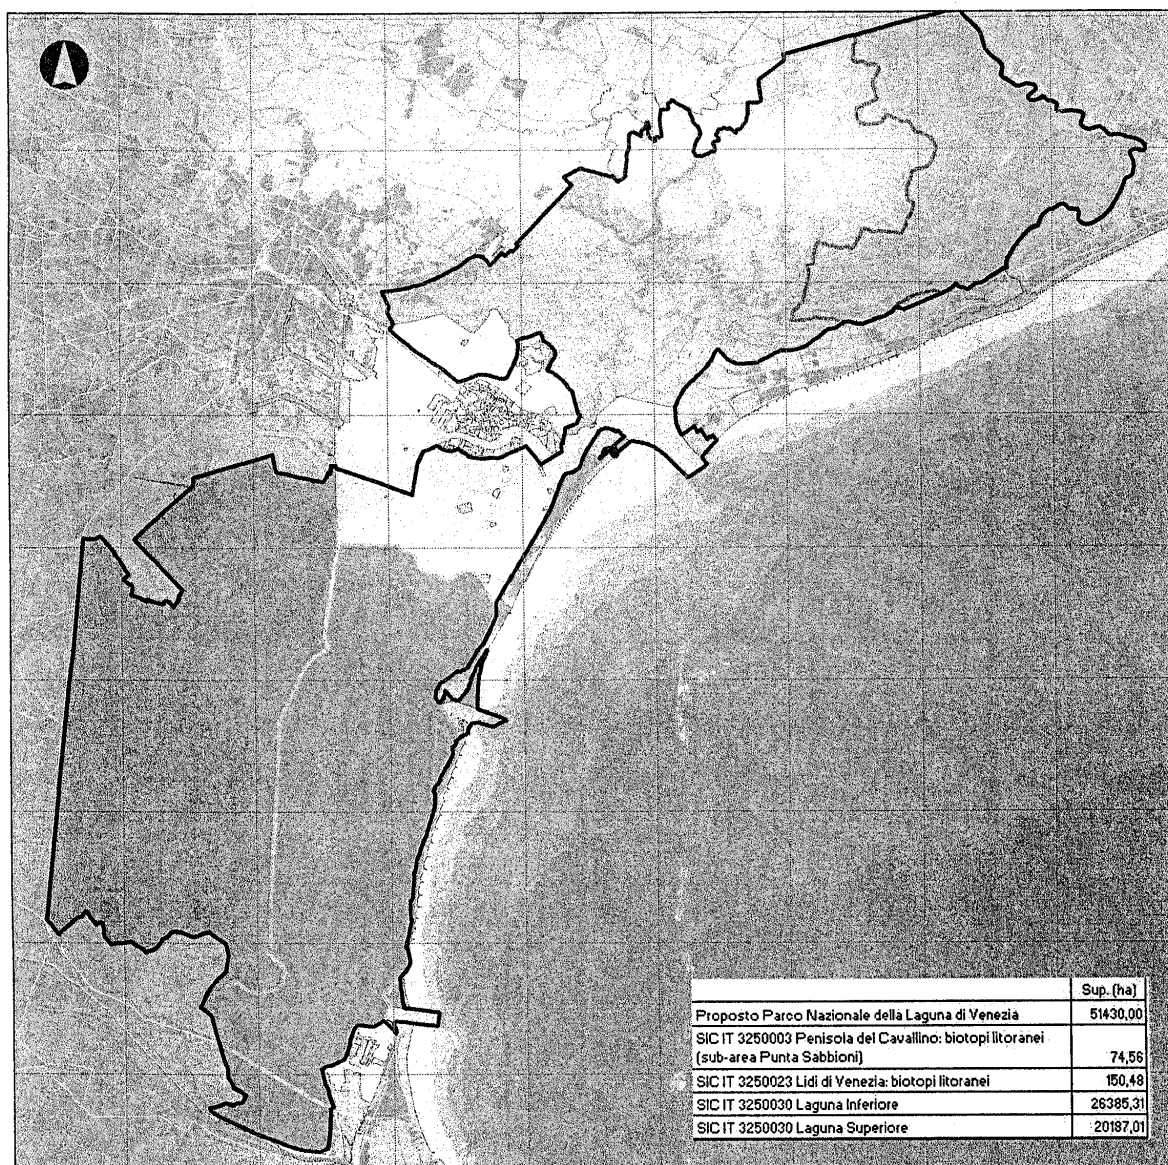 Sup. (ha)
Proposto Parco Nazionale della Laguna di Venezia 51430,00
SIC IT 3250003 Penisola del Cavallino: biotopi litoranei
(sub-area Punta Sabbioni) 74,56
SIC IT 3250023 Lidi di Venezia: biotopi litoranei 150,48
SIC IT 3250030 Laguna Inferiore 26385,31
SIC IT 3250030 Laguna Superiore 20187,01